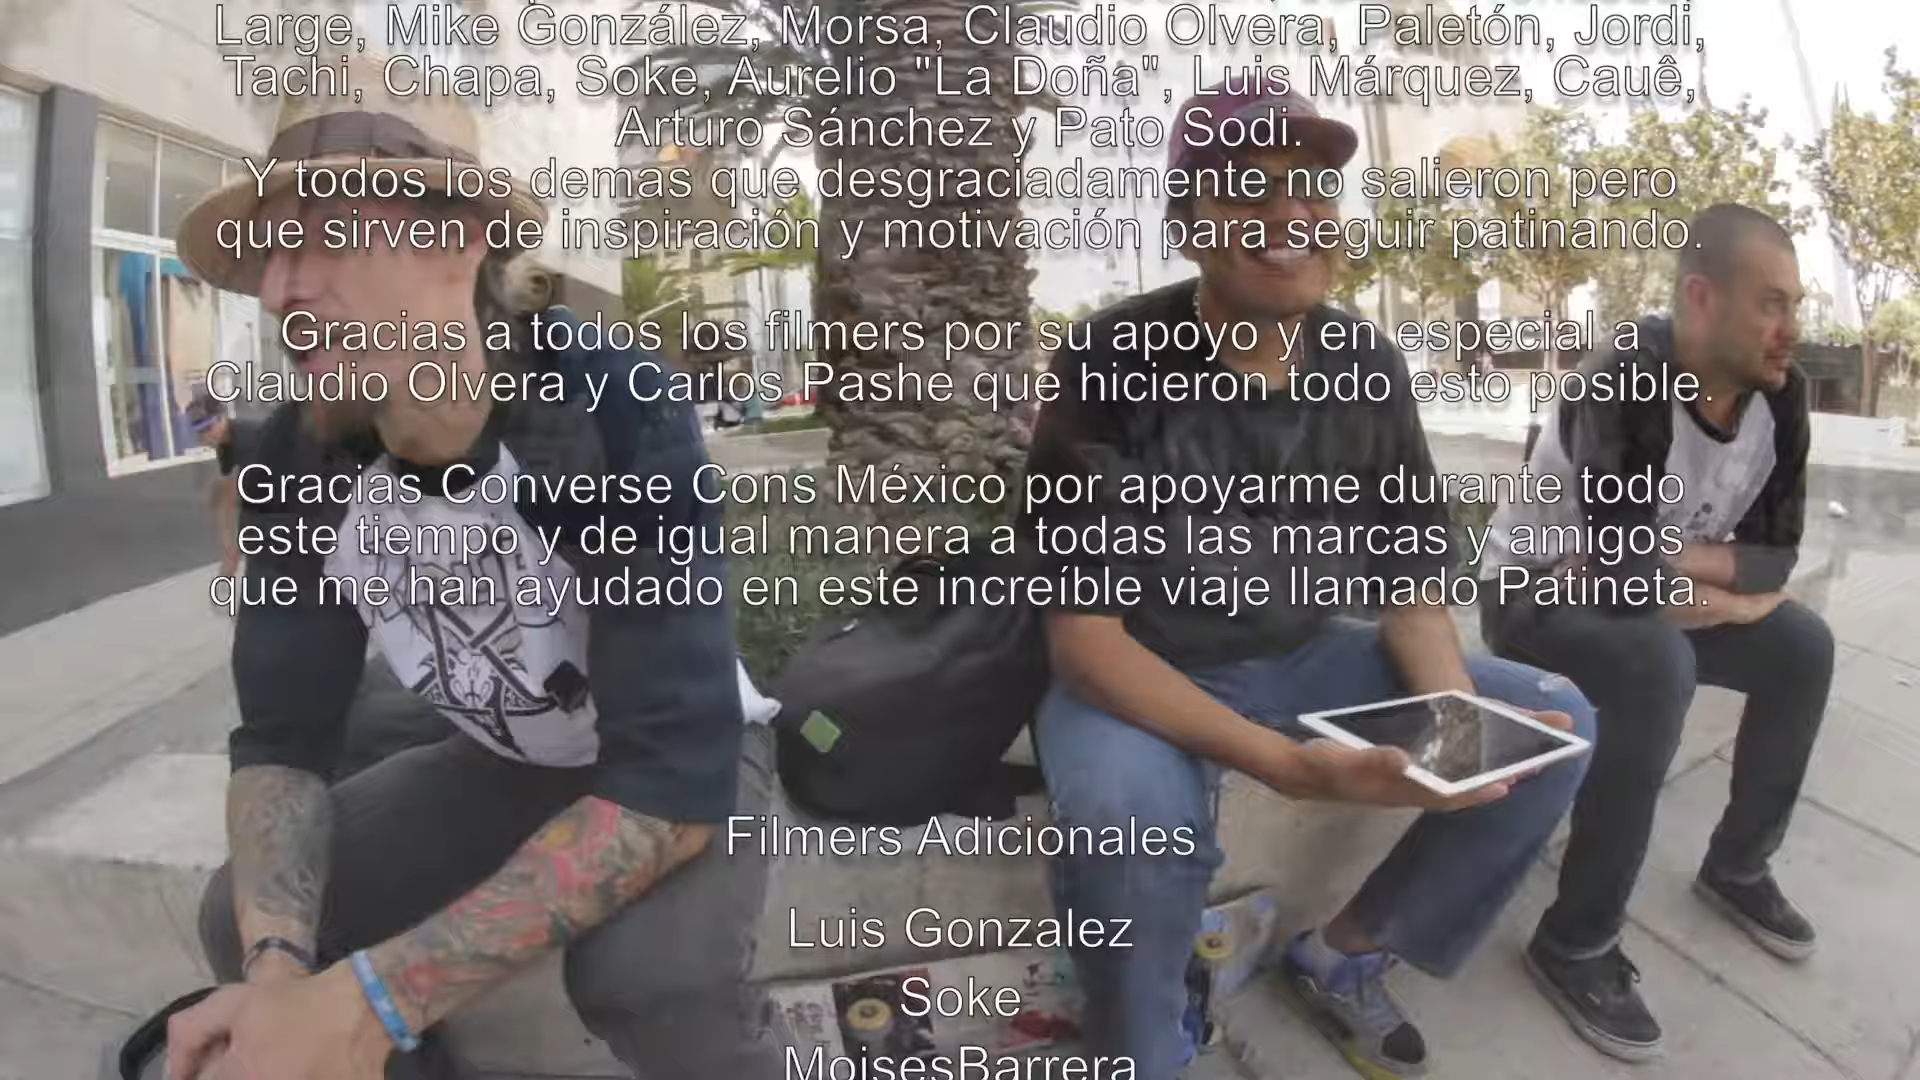 Large, Mike González, Morsa, Claudio Olvera, Paletón, Jordi,
Tachi, Chapa, Soke, Aurelio "La Doña", Luis Márquez, Cauê,
Arturo Sánchez y Pato Sodi.
Y todos los demas que desgraciadamente no salieron pero
que sirven de inspiración y motivación para seguir patinando.
Gracias a todos los filmers por su apoyo y en especial a
Claudio Olvera y Carlos Pashe que hicieron todo esto posible.
Gracias Converse Cons México por apoyarme durante todo
este tiempo y de igual manera a todas las marcas y amigos
que me han ayudado en este increíble viaje llamado Patineta.
Filmers Adicionales
Luis Gonzalez
Soke
MoisesBarrera